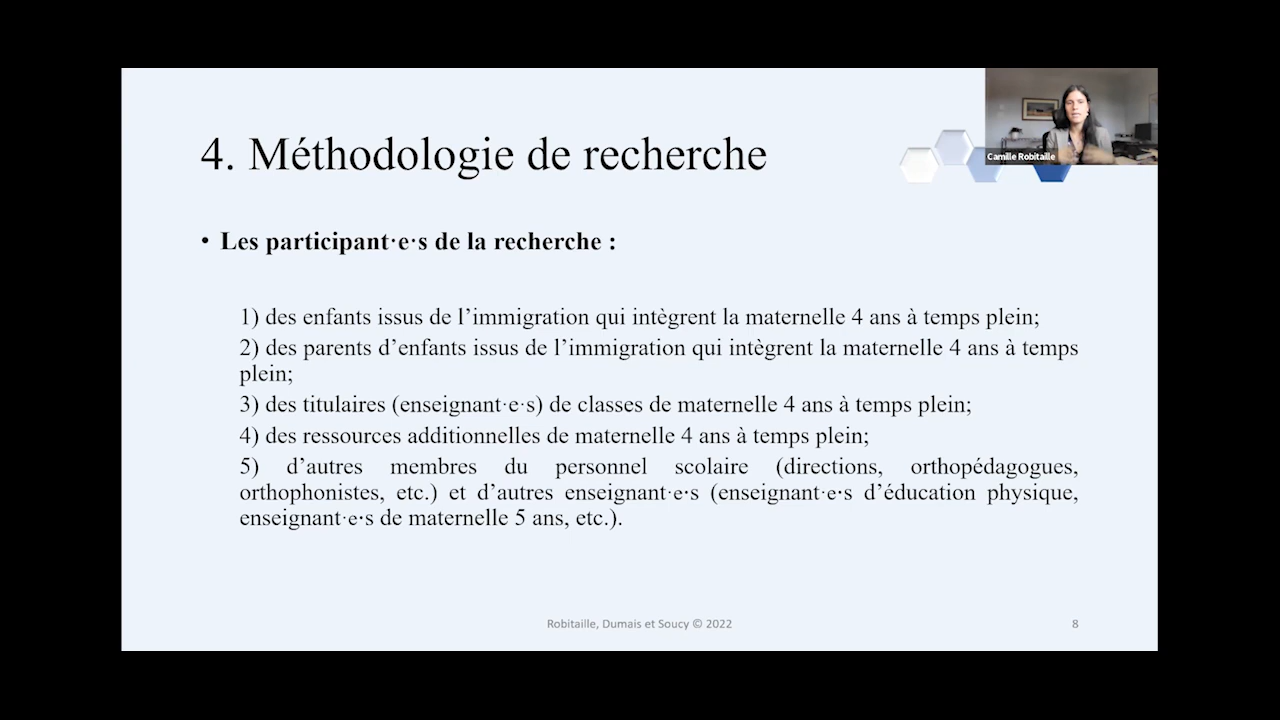 Camille Robitaille
4. Méthodologie de recherche
• Les participant·e·s de la recherche :
1) des enfants issus de l’immigration qui intègrent la maternelle 4 ans à temps plein;
2) des parents d’enfants issus de l’immigration qui intègrent la maternelle 4 ans à temps
plein;
3) des titulaires (enseignant·e·s) de classes de maternelle 4 ans à temps plein;
4) des ressources additionnelles de maternelle 4 ans à temps plein;
5) d’autres membres du personnel scolaire (directions, orthopédagogues,
orthophonistes, etc.) et d’autres enseignant·e·s (enseignant·e·s d’éducation physique,
enseignant·e·s de maternelle 5 ans, etc.).
Robitaille, Dumais et Soucy © 2022
8